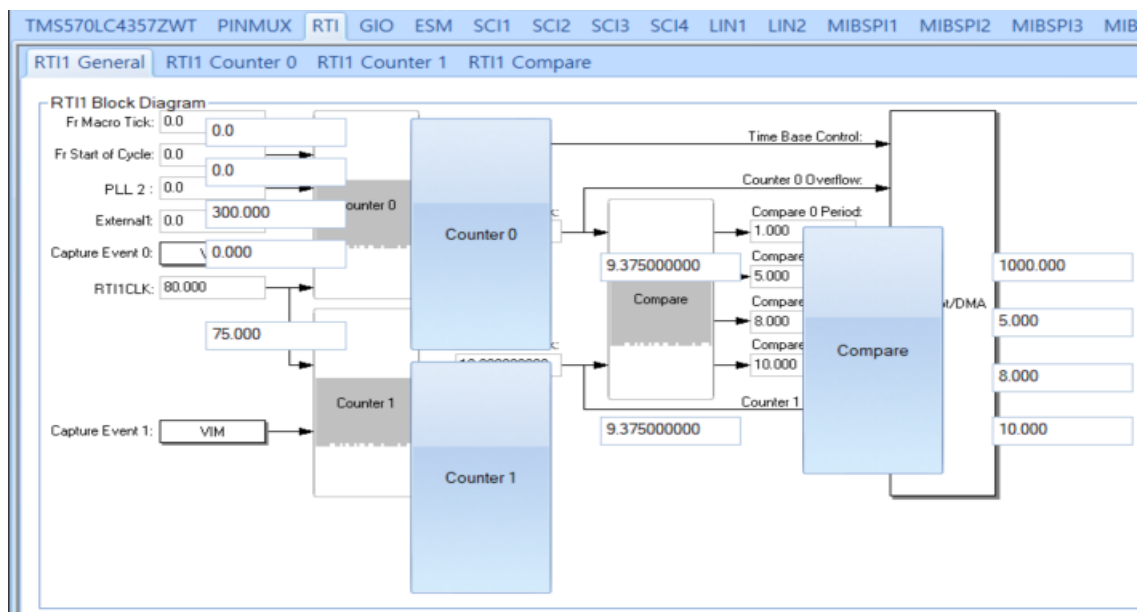 TMS570LC4357ZWT PINMUX RTI GIO ESM SCI1 SCI2 SCI3 SCI4 LIN1 LIN2 MIBSPI1 MIBSPI2 MIBSPI3 MIB
RTI1 General RTI1 Counter 0 RTI1 Counter 1 RTI1 Compare
RTI1 Block Diagram
Fr Macro Tick: 0.0
0.0
Time Base Control:
Fr Start of Cycle: 0.0
0.0
PLL 2 : 0.0
Counter 0 Overflow:
300.000
ounter 0
Compare 0 Period:
External1: 0.0
1.000
Counter 0
Capture Event 0:
0.000
Compare
9.375000000
1000.000
5.000
RTI1CLK: 80.000
Compare
Compare
ot/DMA
8.000
5.000
75.000
Compare
Compare
10.000
8.000
Counter 1
Counter 1
Capture Event 1: VIM
9.375000000
10.000
Counter 1